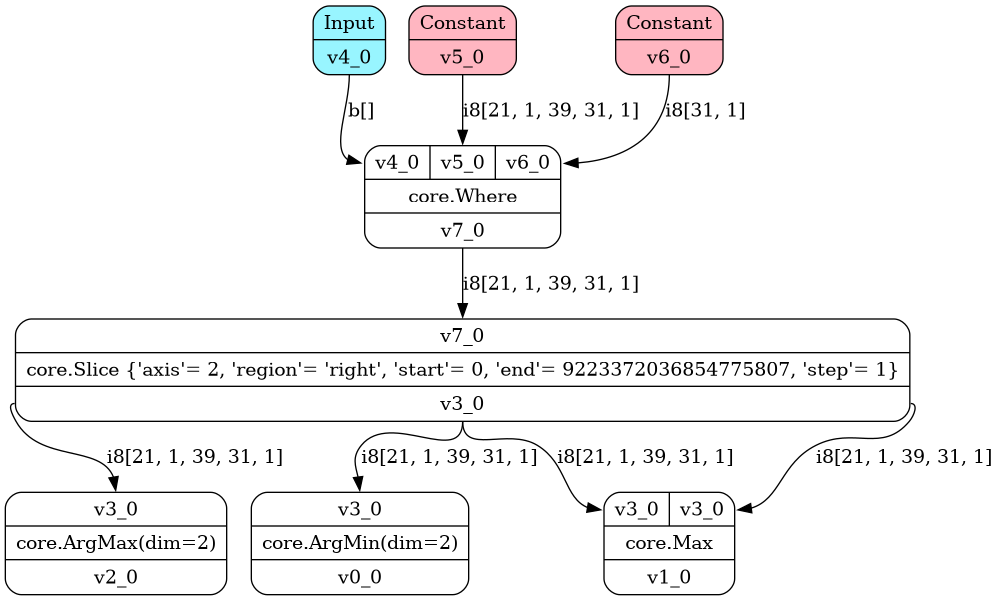 Input
v4_0
Constant
v5_0
Constant
v6_0
b[]
i8[21, 1, 39, 31, 1]
i8[31, 1]
v4_0 v5_0 v6_0
core.Where
v7_0
i8[21, 1, 39, 31, 1]
v7_0
core.Slice {'axis'= 2, 'region'= 'right', 'start'= 0, 'end'= 9223372036854775807, 'step'= 1}
v3_0
i8[21, 1, 39, 31, 1]
i8[21, 1, 39, 31, 1]
i8[21, 1, 39, 31, 1]
i8[21, 1, 39, 31, 1]
v3_0
core.ArgMax(dim=2)
v2_0
v3_0
core.ArgMin(dim=2)
v0_0
v3_0 v3_0
core.Max
v1_0